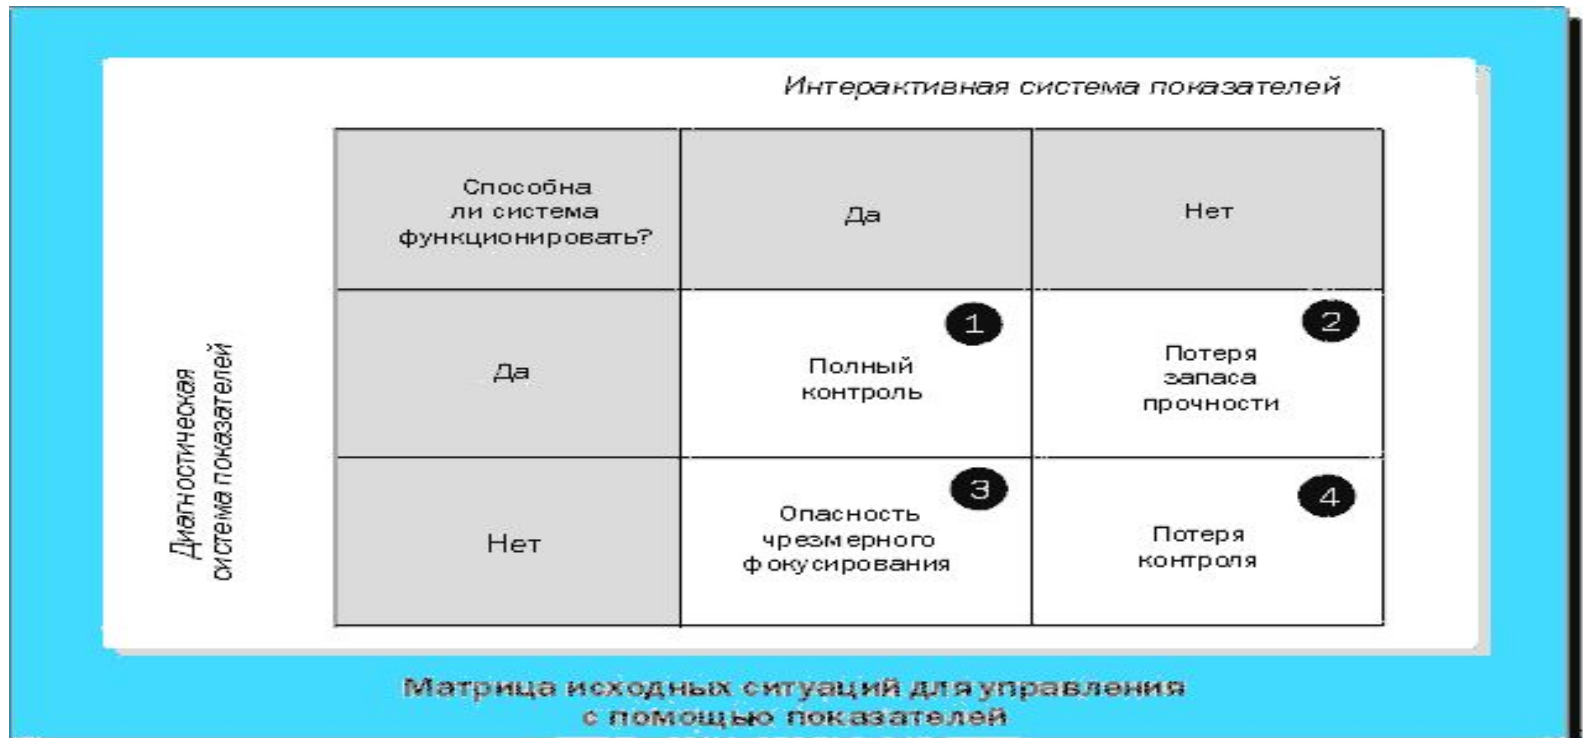 Интерактивная система показателей
Способна
ли система
функционировать?
Да
Нет
Диагностическая
система показателей
Да
1
Полный
контроль
2
Потеря
запаса
прочности
Нет
3
Опасность
чрезмерного
фокусирования
4
Потеря
контроля
Матрица исходных ситуаций для управления
с помощью показателей